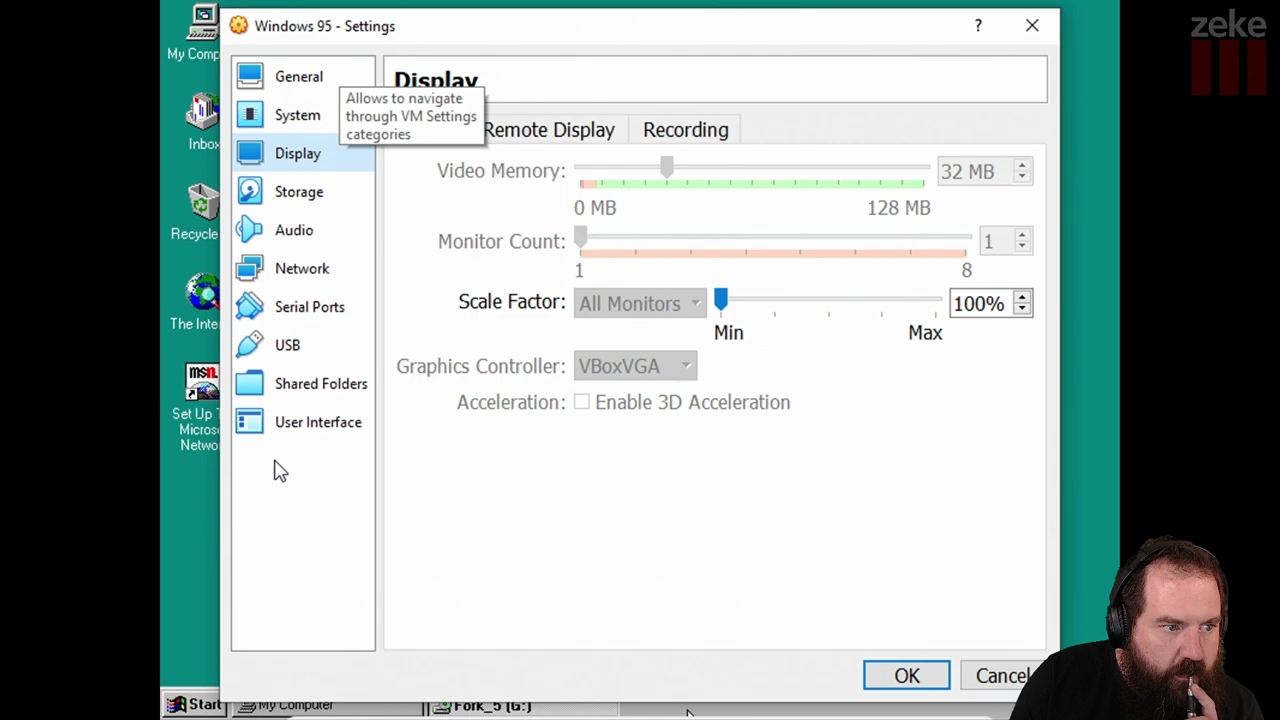 zeke
Windows 95 - Settings
?
My Comp
General
Display
Allows to navigate
through VM Settings
categories
System
Remote Display
Recording
Inbox
Display
Video Memory:
32 MB
0 MB
128 MB
Storage
Recycle
Audio
Monitor Count:
1
1
8
Network
Scale Factor:
All Monitors
100%
Min
Max
Serial Ports
The Inter
USB
Graphics Controller:
VBoxVGA
msn.
Shared Folders
Acceleration:
Enable 3D Acceleration
Set Up T
Micros
Netwo
User Interface
OK
Cancel
Start
My Computer
Fork_5 (G:)